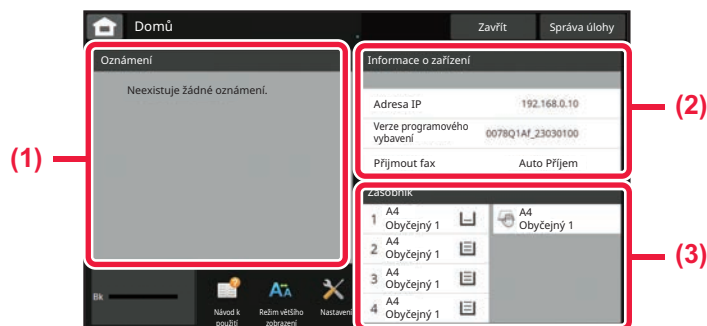 Domů
Zavřít
Správa úlohy
Oznámení
Neexistuje žádné oznámení.
(1)
Informace o zařízení
Adresa IP 192.168.0.10
Verze programového
vybavení 0078Q1Af_23030100
Přijmout fax Auto Příjem
(2)
Zásobník
1 A4
Obyčejný 1
2 A4
Obyčejný 1
3 A4
Obyčejný 1
4 A4
Obyčejný 1
A4
Obyčejný 1
(3)
Bk
Návod k
použití
Režim většího
zobrazení
Nastavení